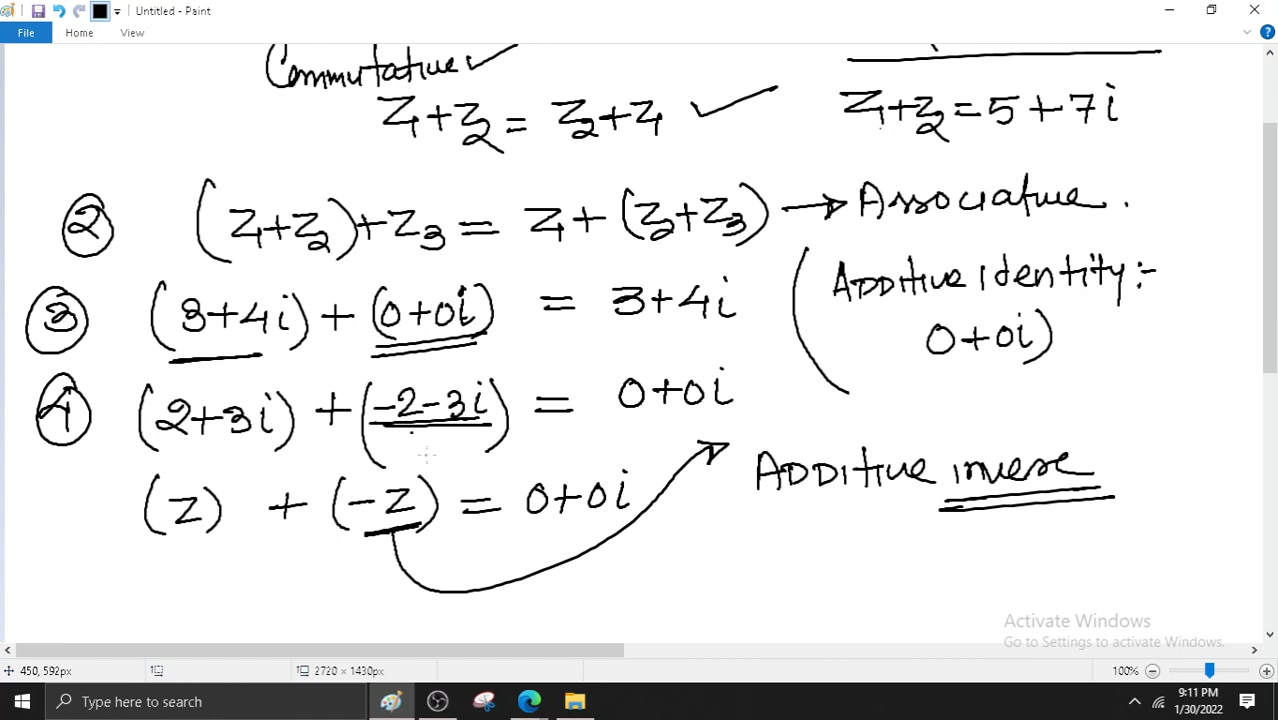 Untitled - Paint
File Home View
Commutative
Z1+Z2 = Z2+Z1
Z1+Z2=5+7i
2 (Z1+Z2)+Z3 = Z1+(Z2+Z3) → Associative.
3 (3+4i)+(0+0i) = 3+4i
(Additive identity:-
0+0i)
4 (2+3i)+(-2-3i) = 0+0i
(z) + (-z) = 0+0i
Additive inverse
Activate Windows
Go to Settings to activate Windows.
450, 592px
2720 × 1430px
100%
Type here to search
9:11 PM
1/30/2022